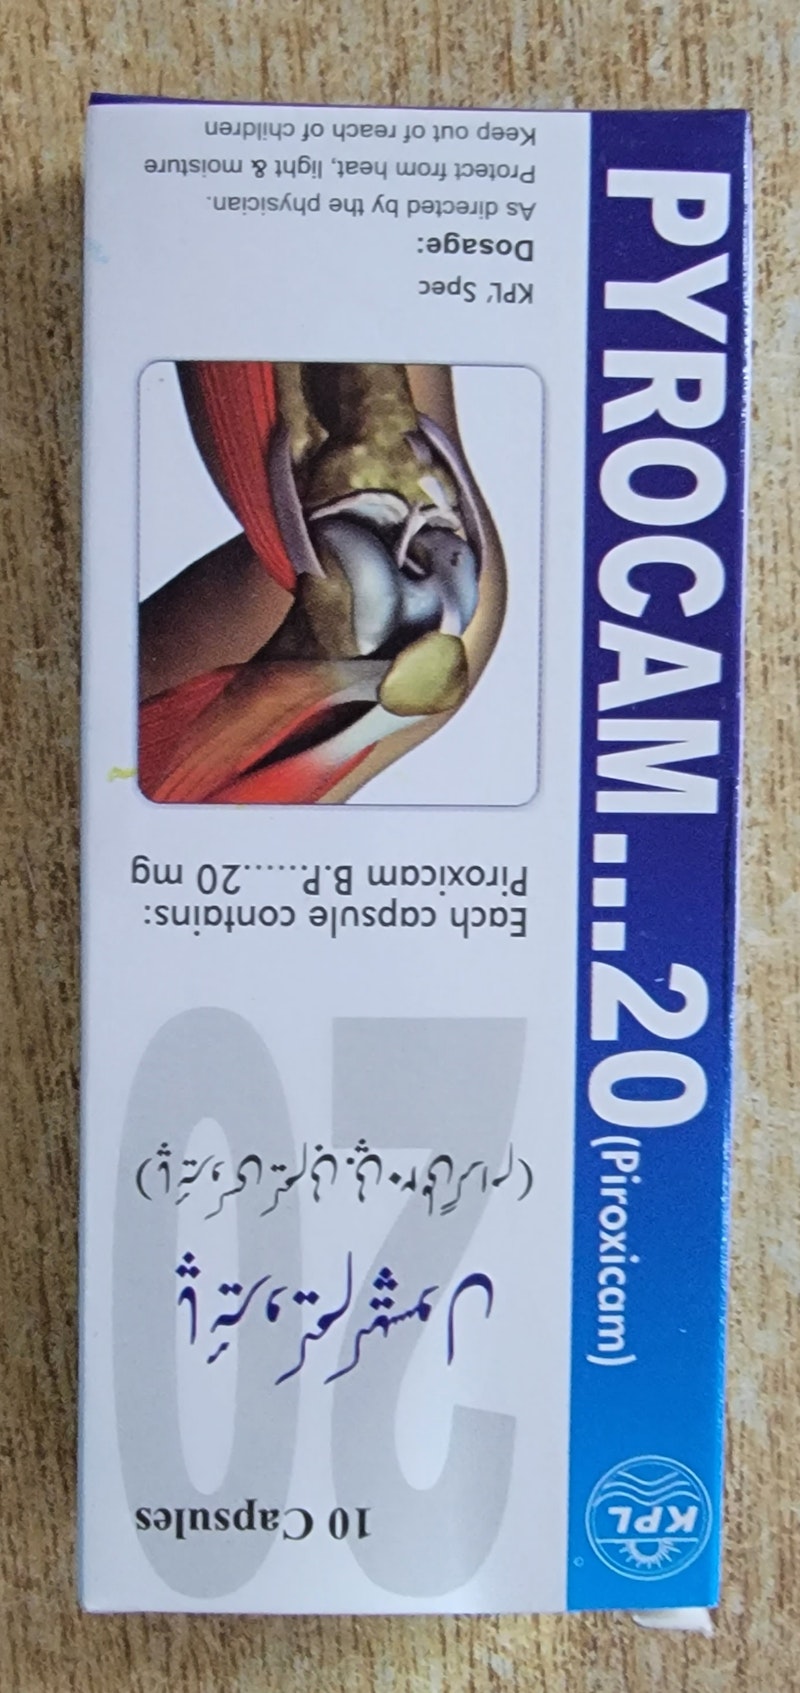 PYROCAM...20 (Piroxicam)
KPL
10 Capsules
Each capsule contains:
Piroxicam B.P.......20 mg
KPL' Spec
Dosage:
As directed by the physician.
Protect from heat, light & moisture
Keep out of reach of children
20